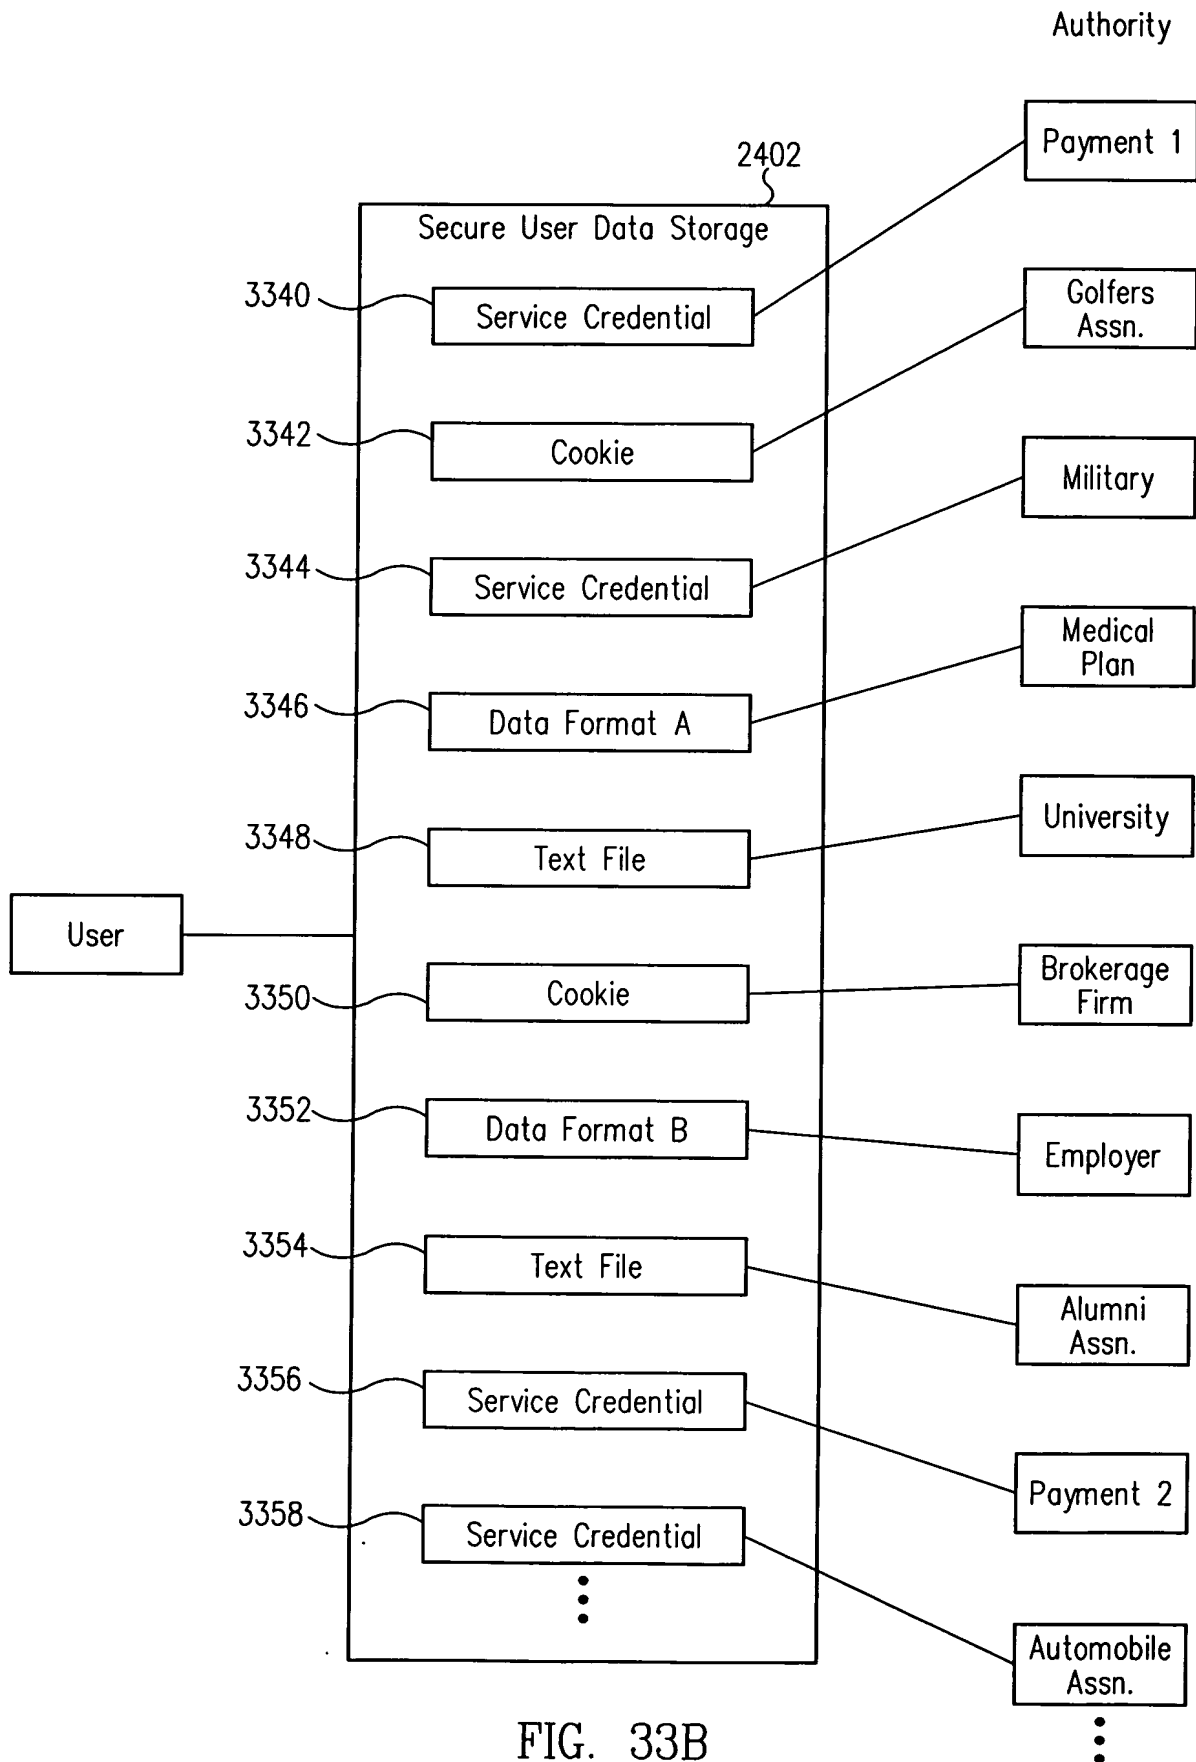 Authority
Payment 1
2402
Secure User Data Storage
3340
Service Credential
Golfers
Assn.
3342
Cookie
Military
3344
Service Credential
Medical
Plan
3346
Data Format A
University
3348
Text File
User
Brokerage
Firm
3350
Cookie
3352
Data Format B
Employer
3354
Text File
Alumni
Assn.
3356
Service Credential
Payment 2
3358
Service Credential
Automobile
Assn.
FIG. 33B